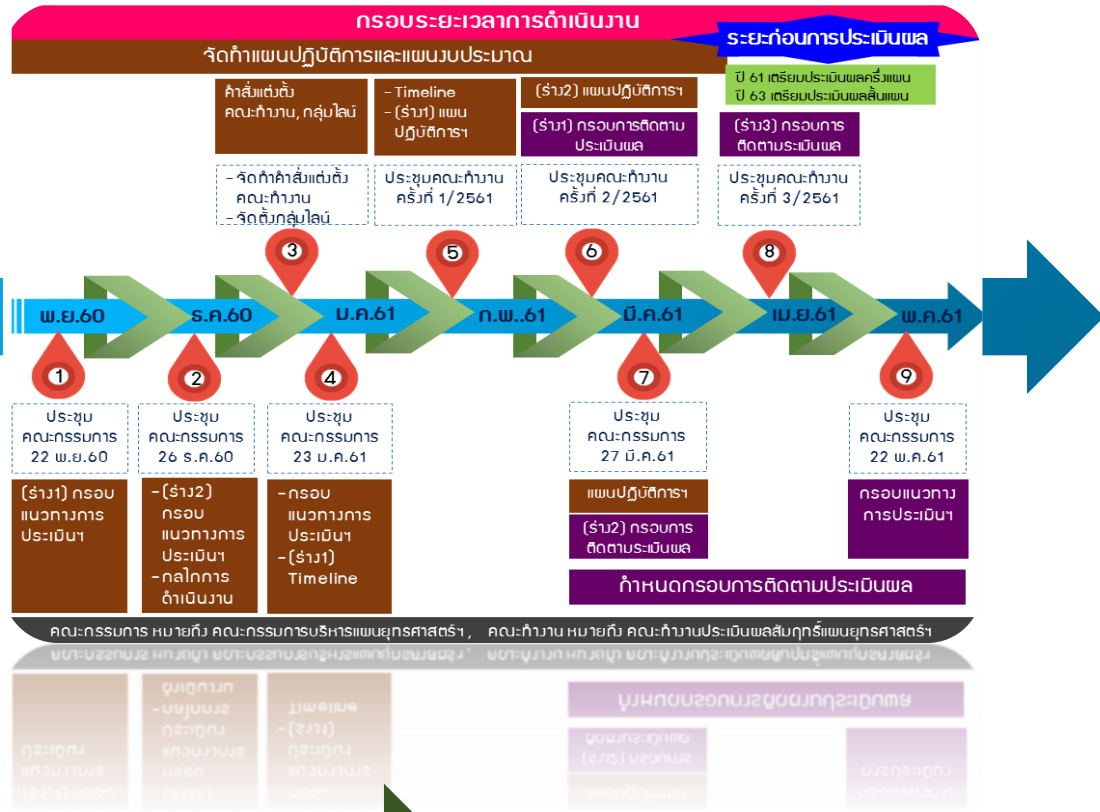 กรอบระยะเวลาการดำเนินงาน
ระยะก่อนการประเมินผล
จัดทำแผนปฏิบัติการและแผนงบประมาณ
ปี 61 เตรียมประเมินผลครึ่งแผน
ปี 63 เตรียมประเมินผลสิ้นแผน
คำสั่งแต่งตั้ง
คณะทำงาน, กลุ่มไลน์
- Timeline
- (ร่าง1) แผน
ปฏิบัติการฯ
(ร่าง2) แผนปฏิบัติการฯ
(ร่าง1) กรอบการติดตาม
ประเมินผล
(ร่าง3) กรอบการ
ติดตามระเมินผล
- จัดทำคำสั่งแต่งตั้ง
คณะทำงาน
- จัดตั้งกลุ่มไลน์
ประชุมคณะทำงาน
ครั้งที่ 1/2561
ประชุมคณะทำงาน
ครั้งที่ 2/2561
ประชุมคณะทำงาน
ครั้งที่ 3/2561
3
5
6
8
พ.ย.60
ธ.ค.60
ม.ค.61
ก.พ..61
มี.ค.61
เม.ย.61
พ.ค.61
1
2
4
7
9
ประชุม
คณะกรรมการ
22 พ.ย.60
ประชุม
คณะกรรมการ
26 ธ.ค.60
ประชุม
คณะกรรมการ
23 ม.ค.61
ประชุม
คณะกรรมการ
27 มี.ค.61
ประชุม
คณะกรรมการ
22 พ.ค.61
(ร่าง1) กรอบ
แนวทางการ
ประเมินฯ
-(ร่าง2)
กรอบ
แนวทางการ
ประเมินฯ
-กลไกการ
ดำเนินงาน
-กรอบ
แนวทางการ
ประเมินฯ
-(ร่าง1)
Timeline
แผนปฏิบัติการฯ
(ร่าง2) กรอบการ
ติดตามระเมินผล
กรอบแนวทาง
การประเมินฯ
กำหนดกรอบการติดตามประเมินผล
คณะกรรมการ หมายถึง คณะกรรมการบริหารแผนยุทธศาสตร์ฯ , คณะทำงาน หมายถึง คณะทำงานประเมินผลสัมฤทธิ์แผนยุทธศาสตร์ฯ